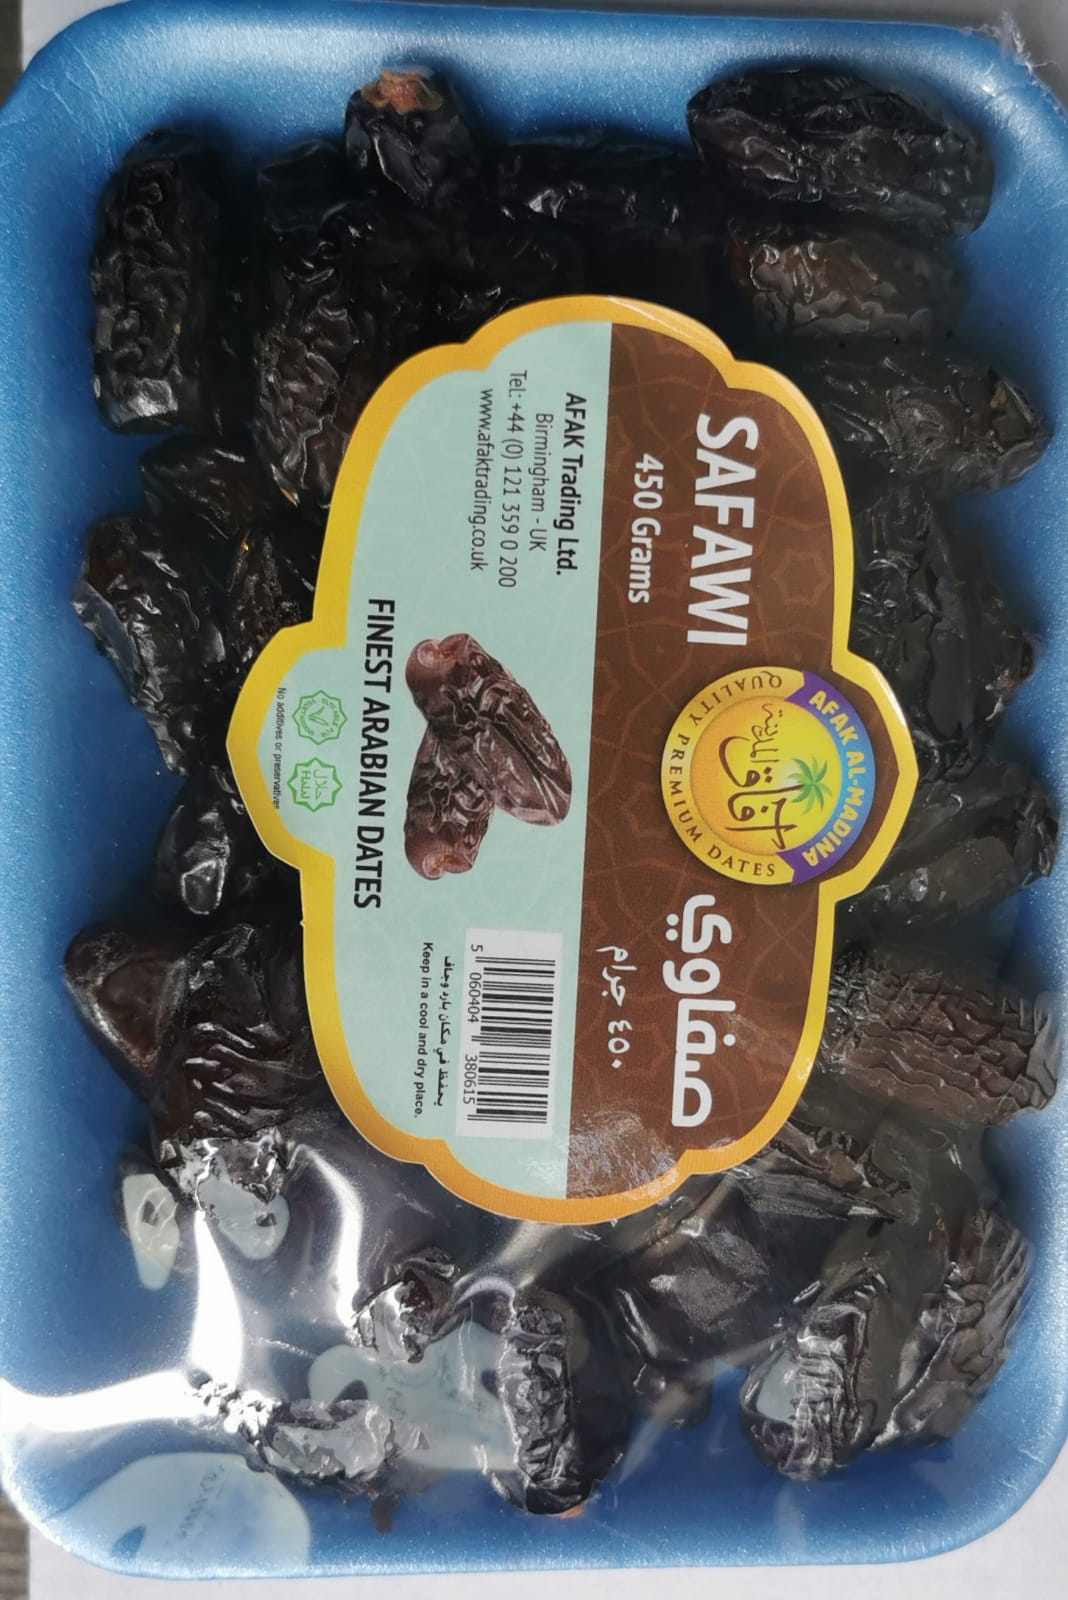 SAFAWI
450 Grams
AFAK AL-MADINA
آفاق المدينة
QUALITY PREMIUM DATES
صفاوي
٤٥٠ جرام
AFAK Trading Ltd.
Birmingham - UK
Tel: +44 (0) 121 359 0 200
www.afaktrading.co.uk
FINEST ARABIAN DATES
حلال
Halal
No additives or preservatives
5 060404 380615
يحفظ في مكان بارد وجاف
Keep in a cool and dry place.